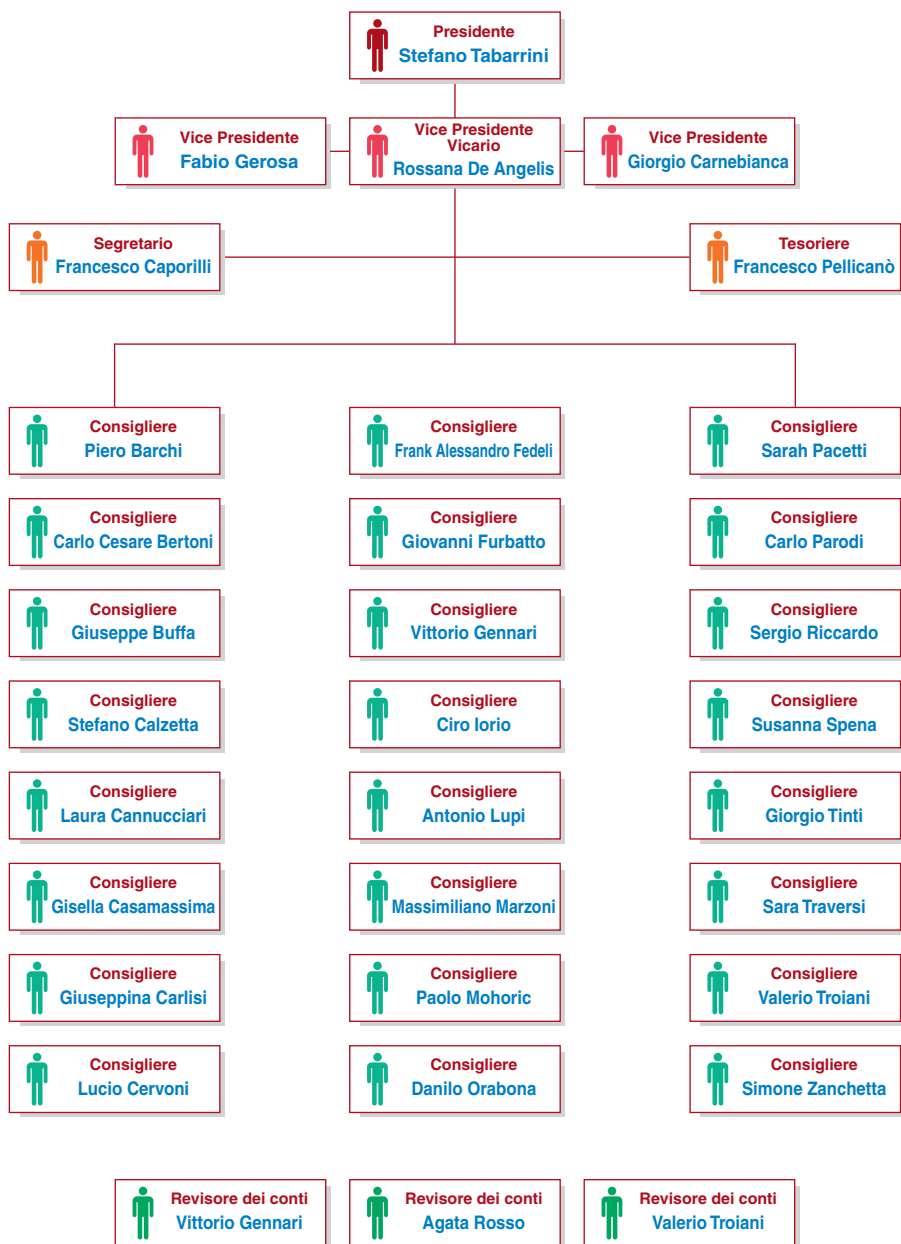 Presidente
Stefano Tabarrini
Vice Presidente
Fabio Gerosa
Vice Presidente
Vicario
Rossana De Angelis
Vice Presidente
Giorgio Carnebianca
Segretario
Francesco Caporilli
Tesoriere
Francesco Pellicanò
Consigliere
Piero Barchi
Consigliere
Frank Alessandro Fedeli
Consigliere
Sarah Pacetti
Consigliere
Carlo Cesare Bertoni
Consigliere
Giovanni Furbatto
Consigliere
Carlo Parodi
Consigliere
Giuseppe Buffa
Consigliere
Vittorio Gennari
Consigliere
Sergio Riccardo
Consigliere
Stefano Calzetta
Consigliere
Ciro Iorio
Consigliere
Susanna Spena
Consigliere
Laura Cannucciari
Consigliere
Antonio Lupi
Consigliere
Giorgio Tinti
Consigliere
Gisella Casamassima
Consigliere
Massimiliano Marzoni
Consigliere
Sara Traversi
Consigliere
Giuseppina Carlisi
Consigliere
Paolo Mohoric
Consigliere
Valerio Troiani
Consigliere
Lucio Cervoni
Consigliere
Danilo Orabona
Consigliere
Simone Zanchetta
Revisore dei conti
Vittorio Gennari
Revisore dei conti
Agata Rosso
Revisore dei conti
Valerio Troiani